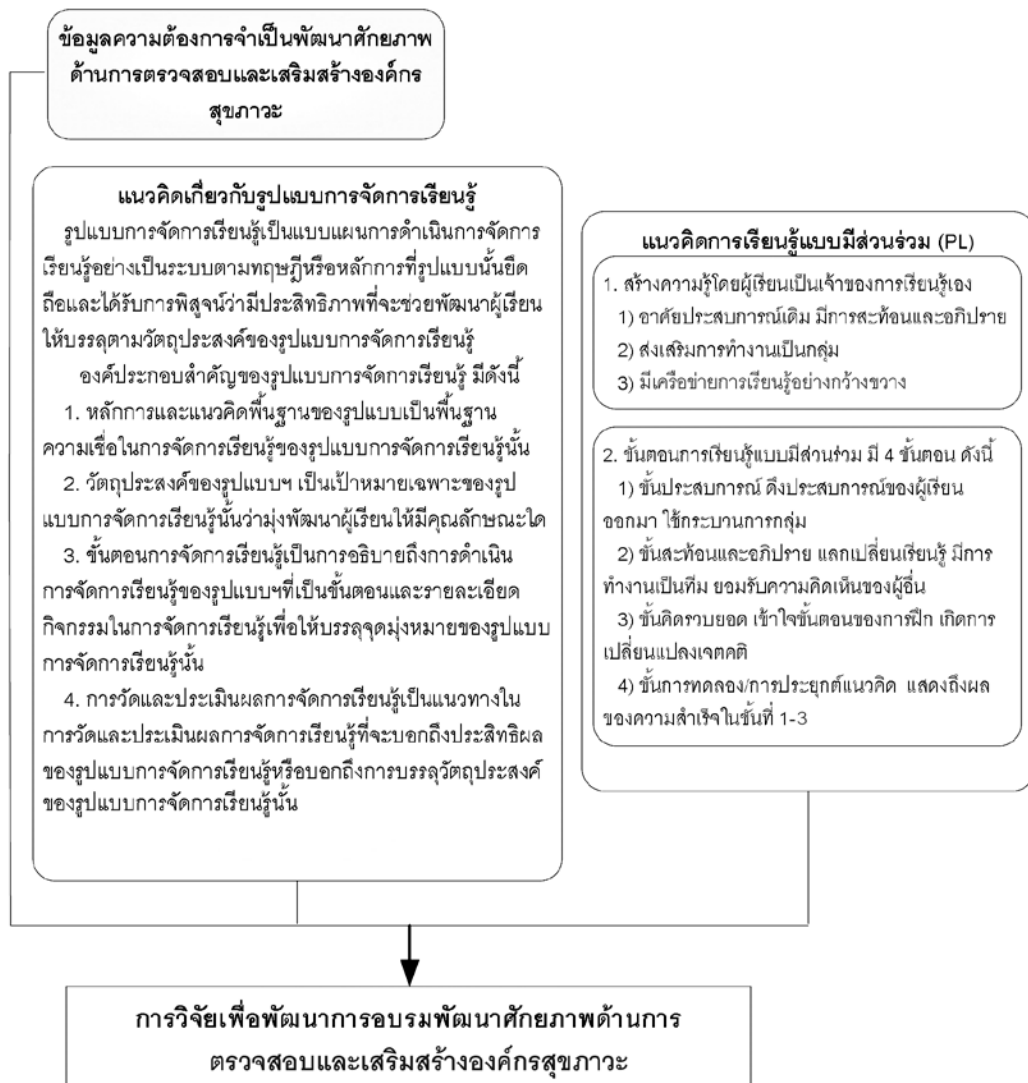 ข้อมูลความต้องการจำเป็นพัฒนาศักยภาพ
ด้านการตรวจสอบและเสริมสร้างองค์กร
สุขภาวะ
แนวคิดเกี่ยวกับรูปแบบการจัดการเรียนรู้
รูปแบบการจัดการเรียนรู้เป็นแบบแผนการดำเนินการจัดการ
เรียนรู้อย่างเป็นระบบตามทฤษฎีหรือหลักการที่รูปแบบนั้นยึด
ถือและได้รับการพิสูจน์ว่ามีประสิทธิภาพที่จะช่วยพัฒนาผู้เรียน
ให้บรรลุตามวัตถุประสงค์ของรูปแบบการจัดการเรียนรู้
องค์ประกอบสำคัญของรูปแบบการจัดการเรียนรู้ มีดังนี้
1. หลักการและแนวคิดพื้นฐานของรูปแบบเป็นพื้นฐาน
ความเชื่อในการจัดการเรียนรู้ของรูปแบบการจัดการเรียนรู้นั้น
2. วัตถุประสงค์ของรูปแบบฯ เป็นเป้าหมายเฉพาะของรูป
แบบการจัดการเรียนรู้นั้นว่ามุ่งพัฒนาผู้เรียนให้มีคุณลักษณะใด
3. ขั้นตอนการจัดการเรียนรู้เป็นการอธิบายถึงการดำเนิน
การจัดการเรียนรู้ของรูปแบบฯที่เป็นขั้นตอนและรายละเอียด
กิจกรรมในการจัดการเรียนรู้เพื่อให้บรรลุจุดมุ่งหมายของรูปแบบ
การจัดการเรียนรู้นั้น
4. การวัดและประเมินผลการจัดการเรียนรู้เป็นแนวทางใน
การวัดและประเมินผลการจัดการเรียนรู้ที่จะบอกถึงประสิทธิผล
ของรูปแบบการจัดการเรียนรู้หรือบอกถึงการบรรลุวัตถุประสงค์
ของรูปแบบการจัดการเรียนรู้นั้น
แนวคิดการเรียนรู้แบบมีส่วนร่วม (PL)
1. สร้างความรู้โดยผู้เรียนเป็นเจ้าของการเรียนรู้เอง
1) อาศัยประสบการณ์เดิม มีการสะท้อนและอภิปราย
2) ส่งเสริมการทำงานเป็นกลุ่ม
3) มีเครือข่ายการเรียนรู้อย่างกว้างขวาง
2. ขั้นตอนการเรียนรู้แบบมีส่วนร่วม มี 4 ขั้นตอน ดังนี้
1) ขั้นประสบการณ์ ดึงประสบการณ์ของผู้เรียน
ออกมา ใช้กระบวนการกลุ่ม
2) ขั้นสะท้อนและอภิปราย แลกเปลี่ยนเรียนรู้ มีการ
ทำงานเป็นทีม ยอมรับความคิดเห็นของผู้อื่น
3) ขั้นคิดรวบยอด เข้าใจขั้นตอนของการฝึก เกิดการ
เปลี่ยนแปลงเจตคติ
4) ขั้นการทดลอง/การประยุกต์แนวคิด แสดงถึงผล
ของความสำเร็จในขั้นที่ 1-3
การวิจัยเพื่อพัฒนาการอบรมพัฒนาศักยภาพด้านการ
ตรวจสอบและเสริมสร้างองค์กรสุขภาวะ